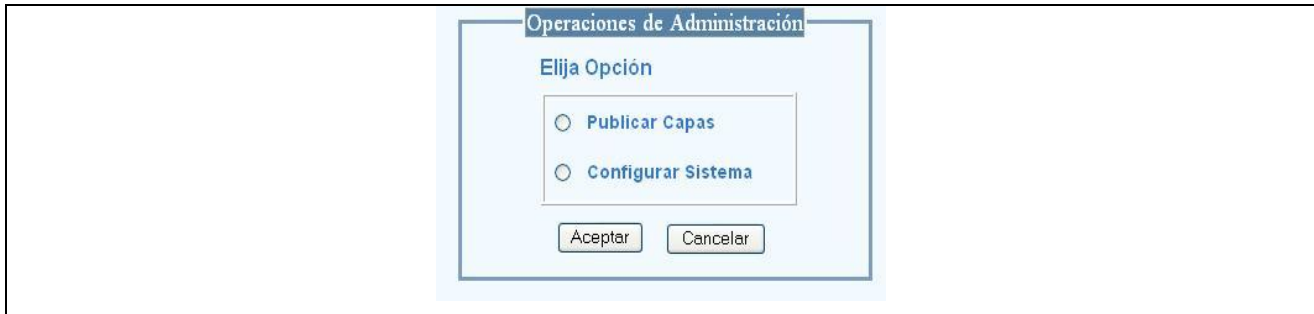 Operaciones de Administración
Elija Opción
Publicar Capas
Configurar Sistema
Aceptar Cancelar